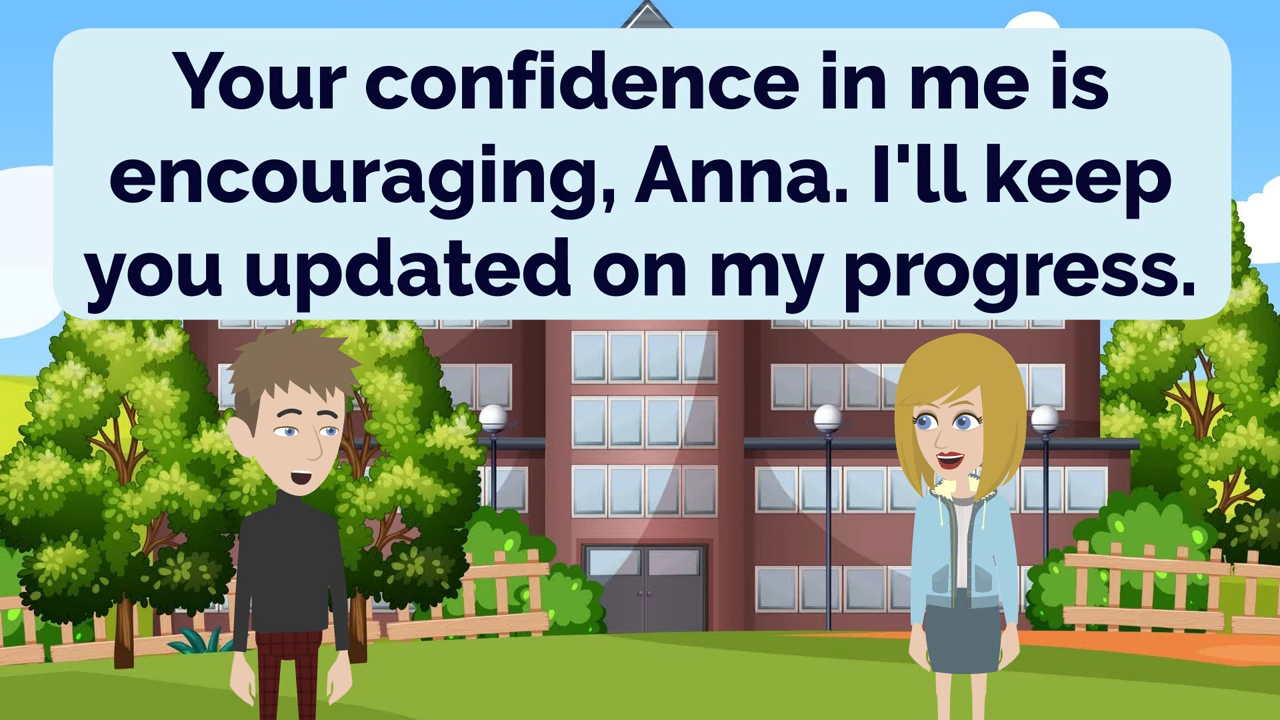 Your confidence in me is
encouraging, Anna. I'll keep
you updated on my progress.